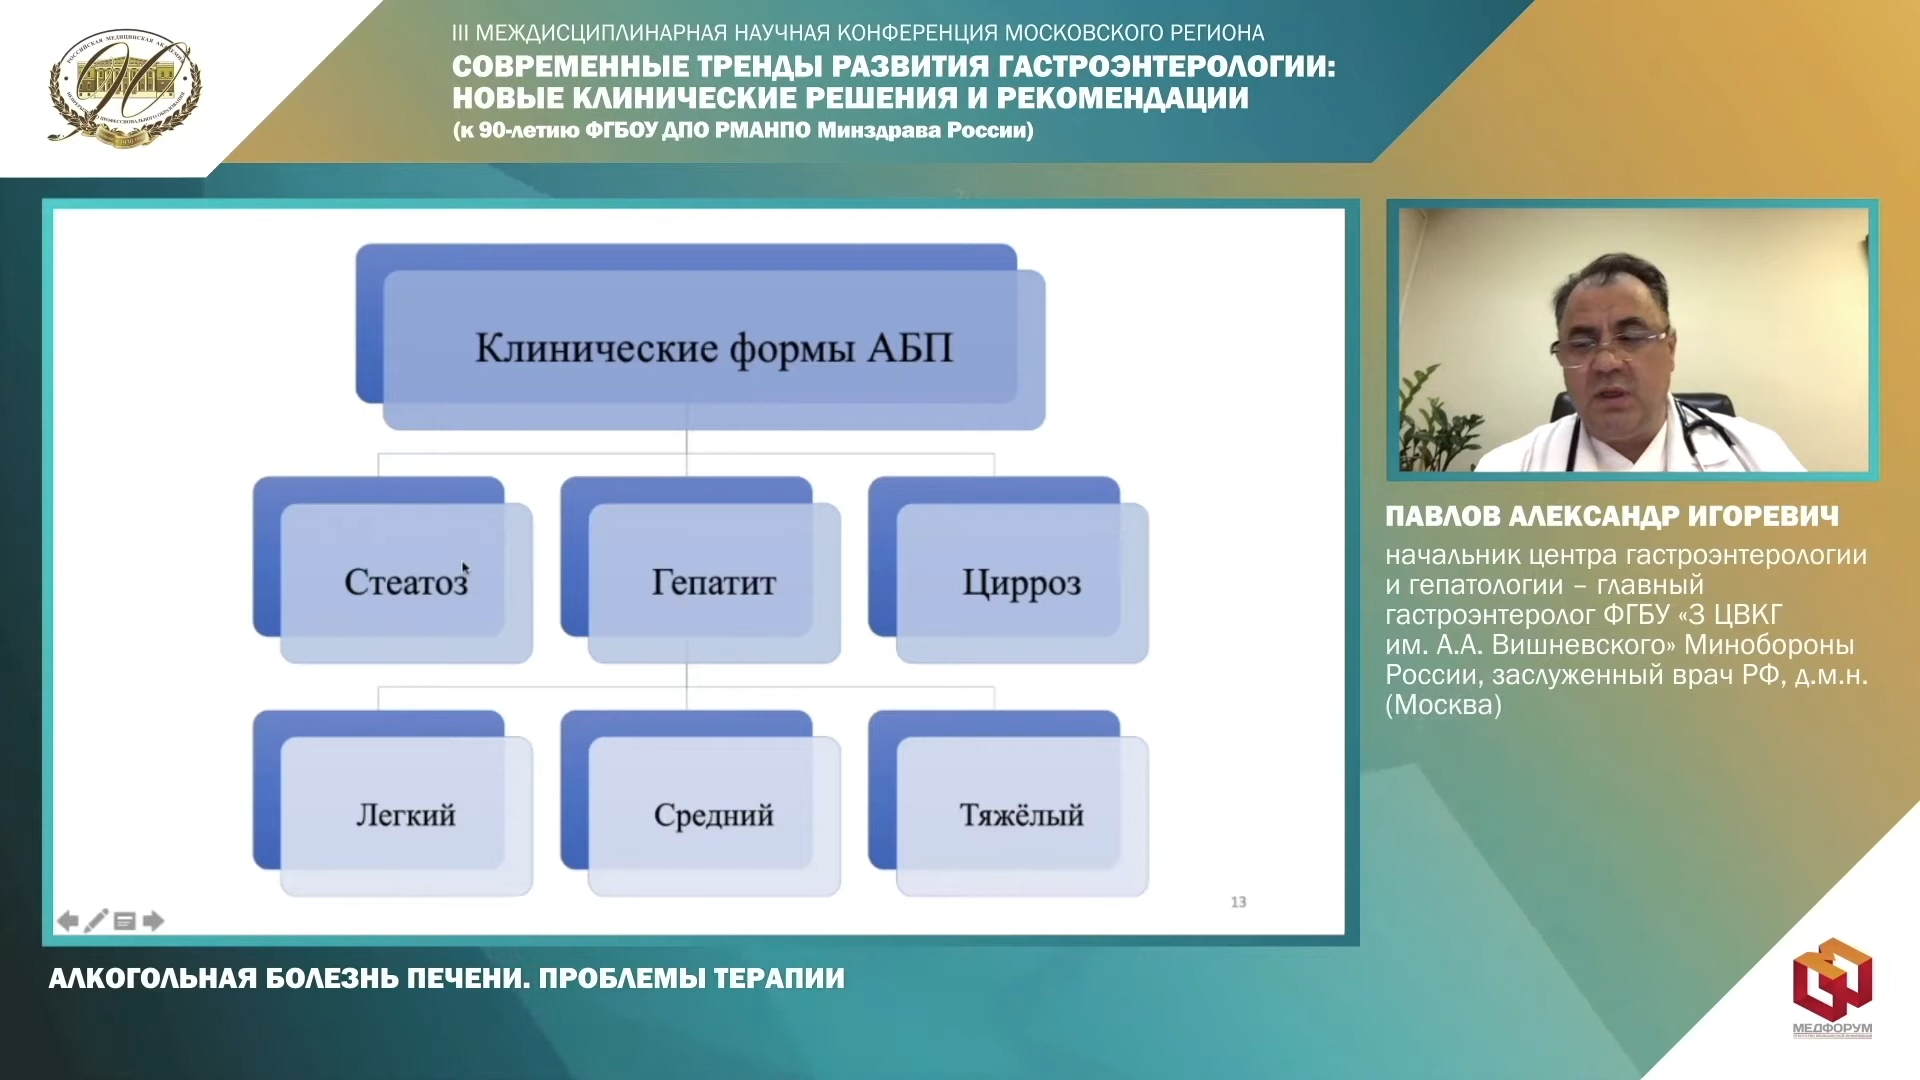 III МЕЖДИСЦИПЛИНАРНАЯ НАУЧНАЯ КОНФЕРЕНЦИЯ МОСКОВСКОГО РЕГИОНА
СОВРЕМЕННЫЕ ТРЕНДЫ РАЗВИТИЯ ГАСТРОЭНТЕРОЛОГИИ:
НОВЫЕ КЛИНИЧЕСКИЕ РЕШЕНИЯ И РЕКОМЕНДАЦИИ
(к 90-летию ФГБОУ ДПО РМАНПО Минздрава России)
РОССИЙСКАЯ МЕДИЦИНСКАЯ АКАДЕМИЯ
Клинические формы АБП
Стеатоз
Гепатит
Цирроз
Легкий
Средний
Тяжёлый
13
ПАВЛОВ АЛЕКСАНДР ИГОРЕВИЧ
начальник центра гастроэнтерологии
и гепатологии – главный
гастроэнтеролог ФГБУ «3 ЦВКГ
им. А.А. Вишневского» Минобороны
России, заслуженный врач РФ, д.м.н.
(Москва)
АЛКОГОЛЬНАЯ БОЛЕЗНЬ ПЕЧЕНИ. ПРОБЛЕМЫ ТЕРАПИИ
МЕДФОРУМ